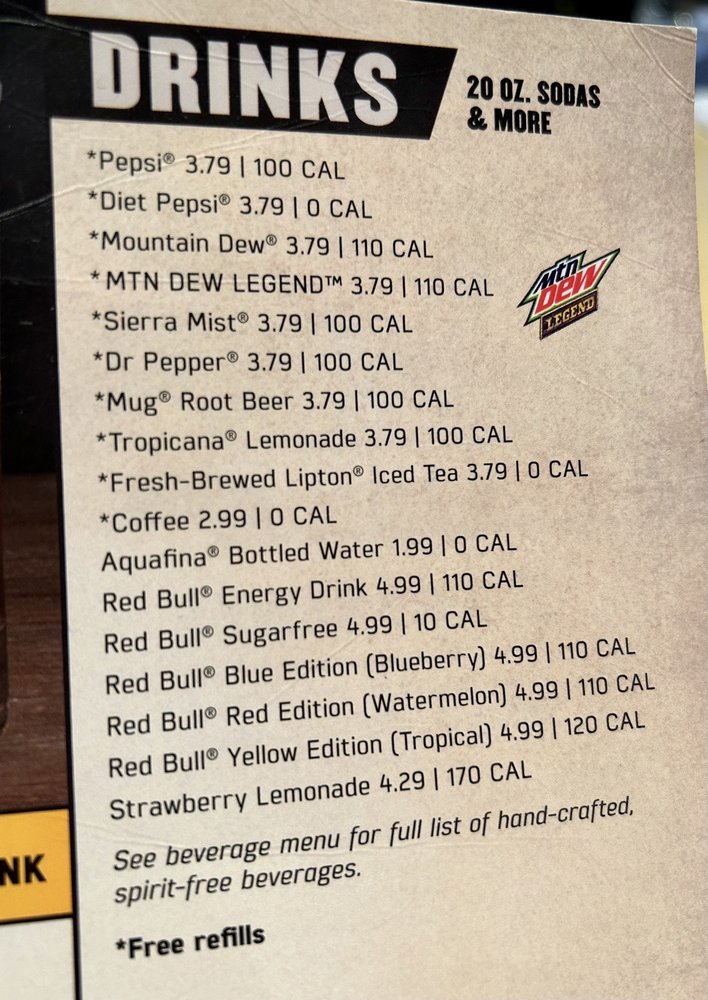 DRINKS
20 OZ. SODAS
& MORE
*Pepsi® 3.79 | 100 CAL
*Diet Pepsi® 3.79 | 0 CAL
*Mountain Dew® 3.79 | 110 CAL
*MTN DEW LEGEND™ 3.79 | 110 CAL
mtn
DEW
LEGEND
*Sierra Mist® 3.79 | 100 CAL
*Dr Pepper® 3.79 | 100 CAL
*Mug® Root Beer 3.79 | 100 CAL
*Tropicana® Lemonade 3.79 | 100 CAL
*Fresh-Brewed Lipton® Iced Tea 3.79 | 0 CAL
*Coffee 2.99 | 0 CAL
Aquafina® Bottled Water 1.99 | 0 CAL
Red Bull® Energy Drink 4.99 | 110 CAL
Red Bull® Sugarfree 4.99 | 10 CAL
Red Bull® Blue Edition (Blueberry) 4.99 | 110 CAL
Red Bull® Red Edition (Watermelon) 4.99 | 110 CAL
Red Bull® Yellow Edition (Tropical) 4.99 | 120 CAL
Strawberry Lemonade 4.29 | 170 CAL
See beverage menu for full list of hand-crafted,
spirit-free beverages.
*Free refills
NK